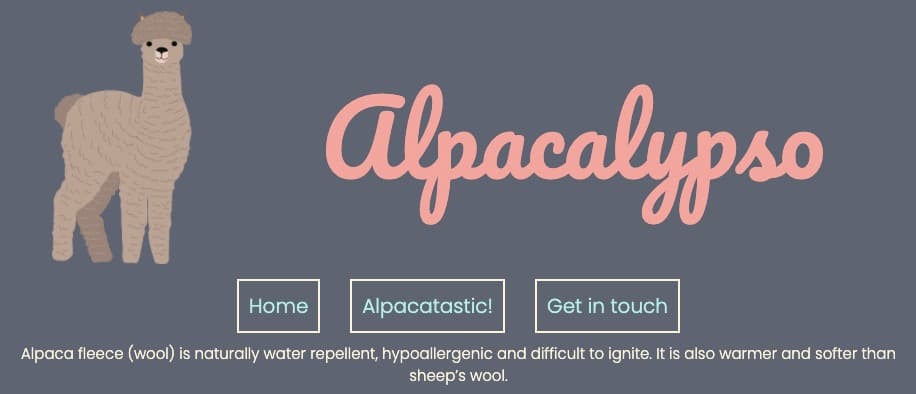 Alpacalypso
Home
Alpacatastic!
Get in touch
Alpaca fleece (wool) is naturally water repellent, hypoallergenic and difficult to ignite. It is also warmer and softer than
sheep’s wool.